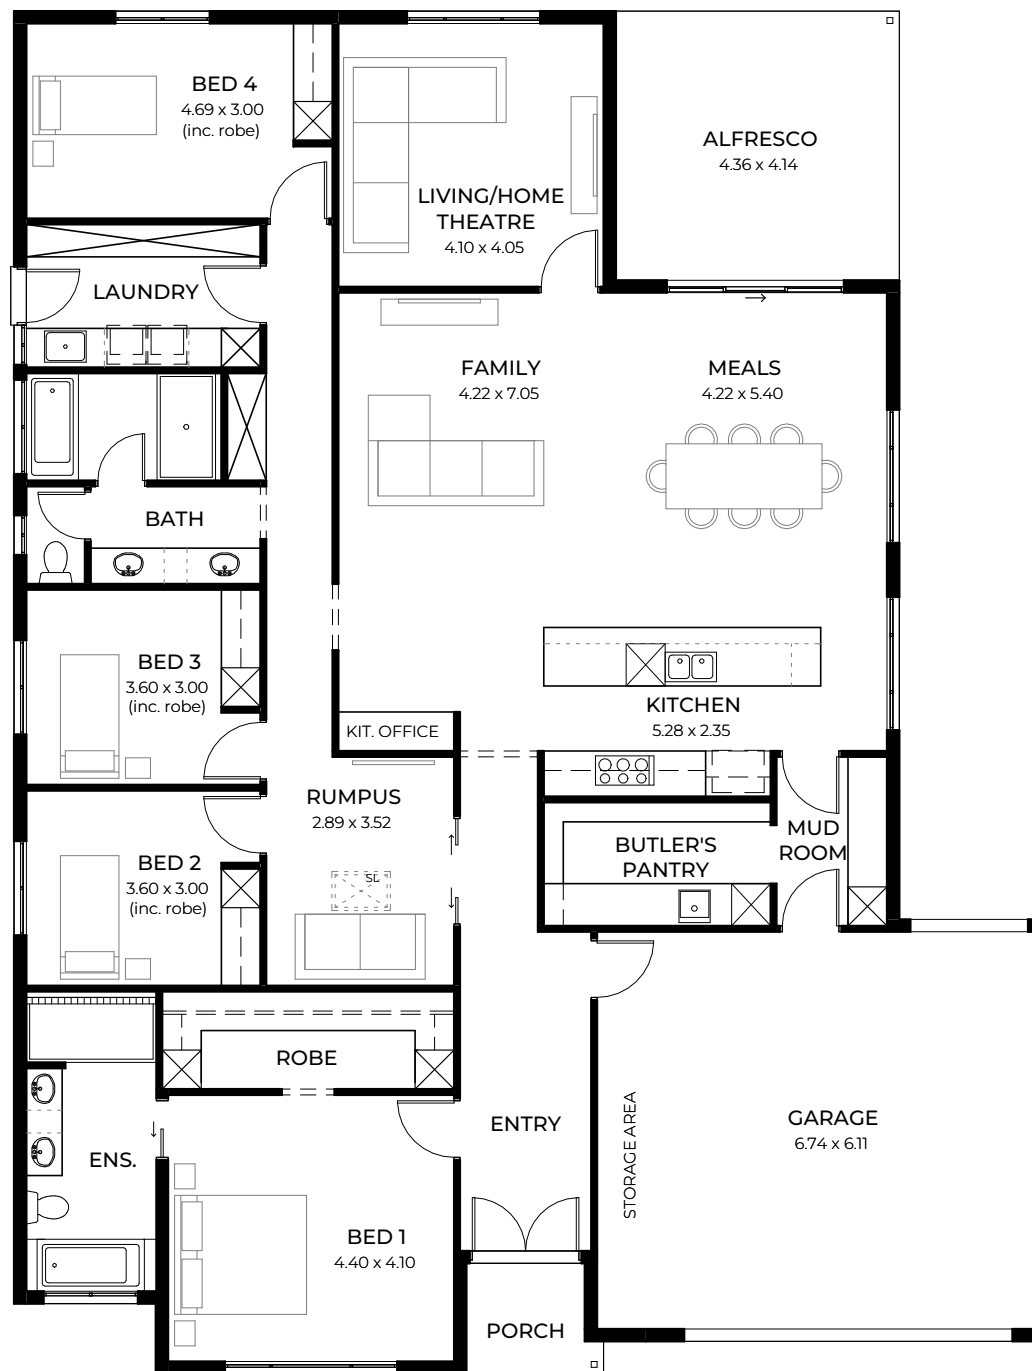 BED 4
4.69 x 3.00
(inc. robe)
LIVING/HOME
THEATRE
4.10 x 4.05
ALFRESCO
4.36 x 4.14
LAUNDRY
FAMILY
4.22 x 7.05
MEALS
4.22 x 5.40
BATH
BED 3
3.60 x 3.00
(inc. robe)
KIT. OFFICE
KITCHEN
5.28 x 2.35
RUMPUS
2.89 x 3.52
BED 2
3.60 x 3.00
(inc. robe)
SL
BUTLER'S
PANTRY
MUD
ROOM
ROBE
ENTRY
STORAGE AREA
GARAGE
6.74 x 6.11
ENS.
BED 1
4.40 x 4.10
PORCH